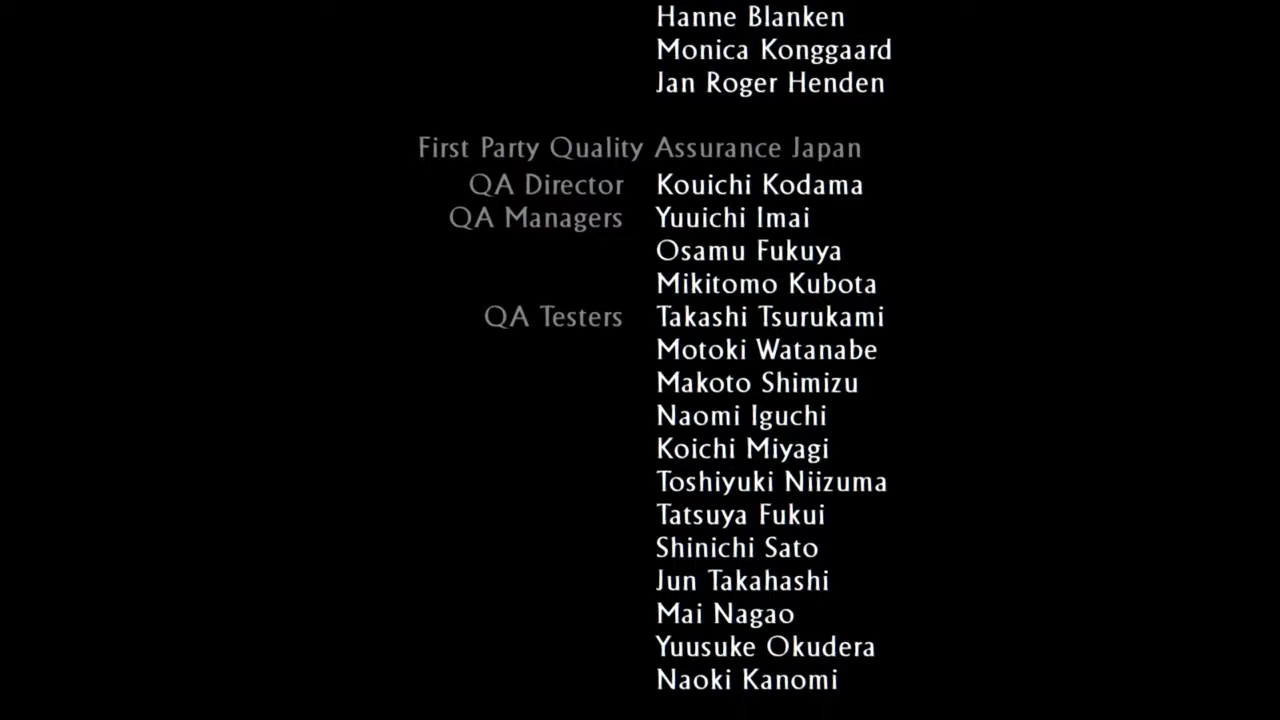 Hanne Blanken
Monica Konggaard
Jan Roger Henden
First Party Quality Assurance Japan
QA Director Kouichi Kodama
QA Managers Yuuichi Imai
Osamu Fukuya
Mikitomo Kubota
QA Testers Takashi Tsurukami
Motoki Watanabe
Makoto Shimizu
Naomi Iguchi
Koichi Miyagi
Toshiyuki Niizuma
Tatsuya Fukui
Shinichi Sato
Jun Takahashi
Mai Nagao
Yuusuke Okudera
Naoki Kanomi